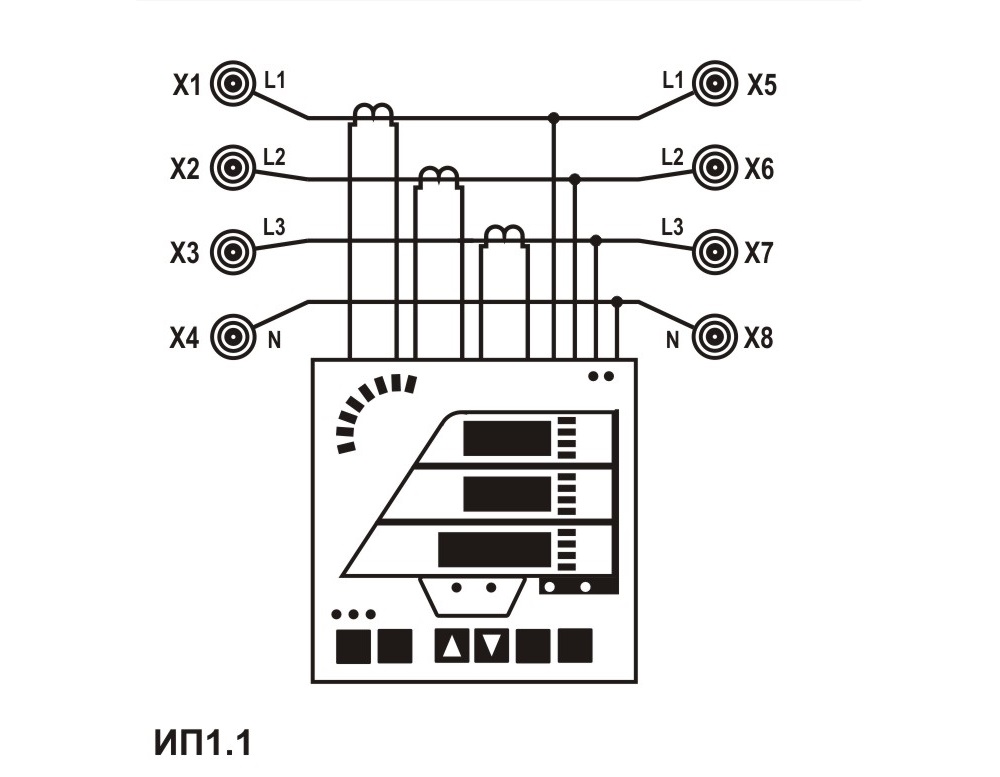 X1 L1 L1 X5
X2 L2 L2 X6
X3 L3 L3 X7
X4 N N X8
ИП1.1